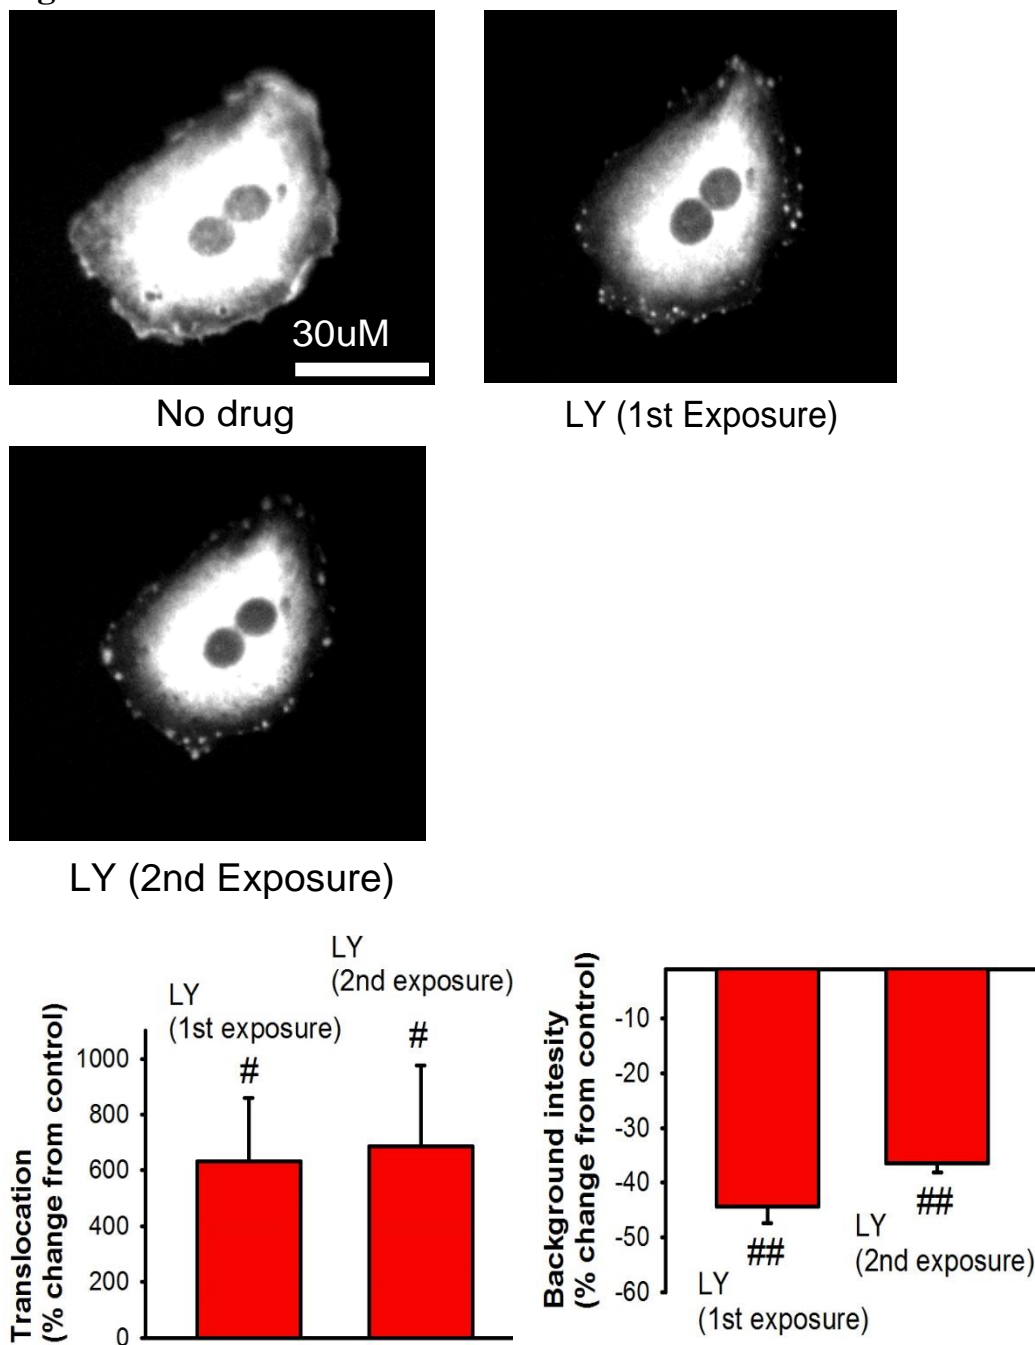 30uM
No drug
LY (1st Exposure)
LY (2nd Exposure)
Translocation
(% change from control)
1000
800
600
400
200
0
LY
(1st exposure)
#
LY
(2nd exposure)
#
Background intesity
(% change from control)
-10
-20
-30
-40
-50
-60
##
LY
(1st exposure)
##
LY
(2nd exposure)